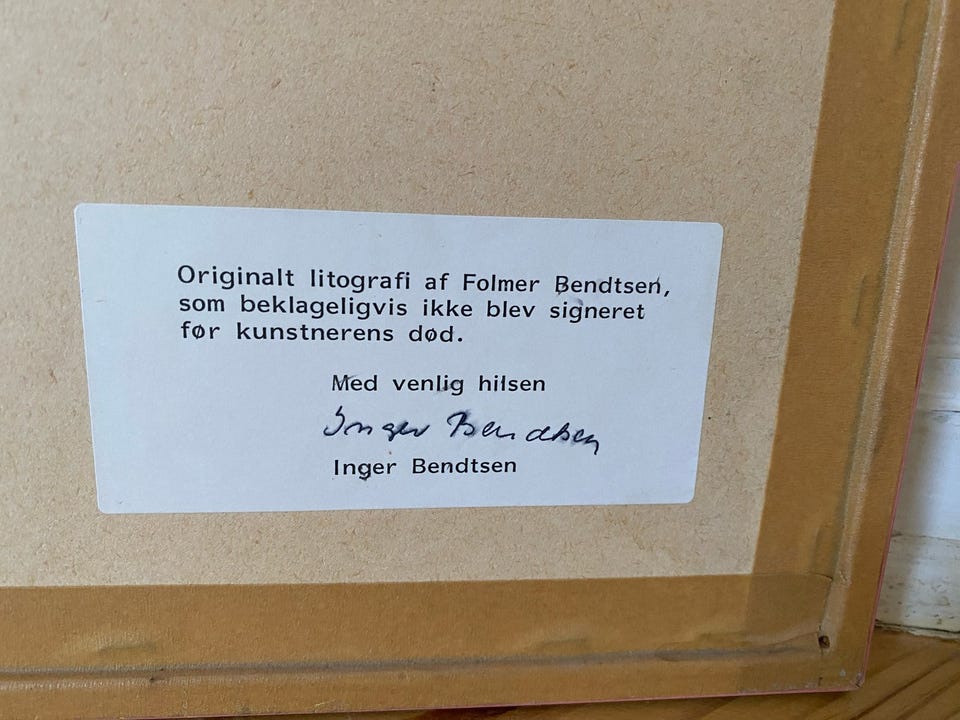 Originalt litografi af Folmer Bendtsen,
som beklageligvis ikke blev signeret
før kunstnerens død.
Med venlig hilsen
Inger Bendtsen
Inger Bendtsen